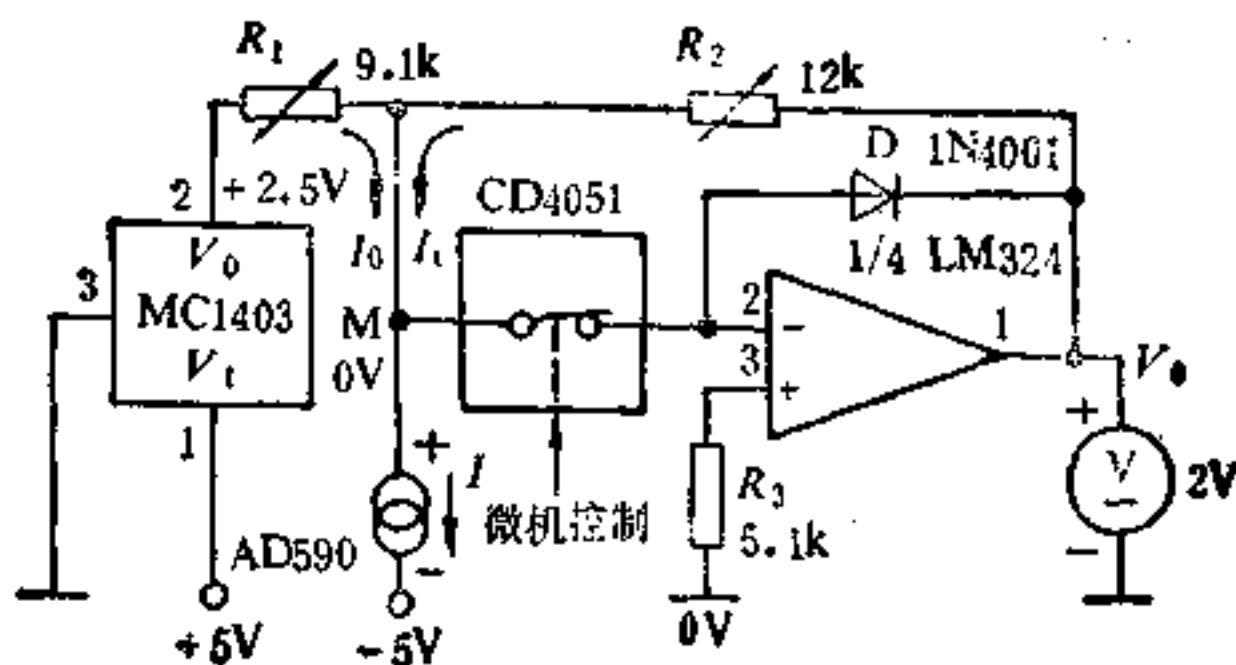 R1
9.1k
R2
12k
D 1N4001
2
+2.5V
CD4051
1/4 LM324
I0
It
3
V0
MC1403
V1
M
0V
2
3
1
−
+
V0
1
+
I
微机控制
R3
5.1k
+
V
2V
−
AD590
−
+5V
−5V
0V